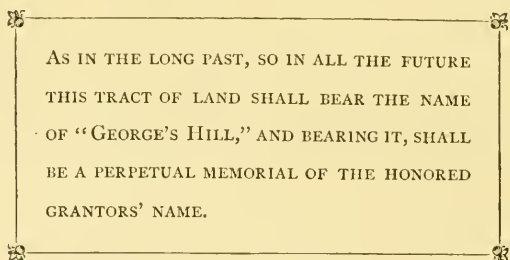 As in the long past, so in all the future
this tract of land shall bear the name
of “George’s Hill,” and bearing it, shall
be a perpetual memorial of the honored
grantors’ name.